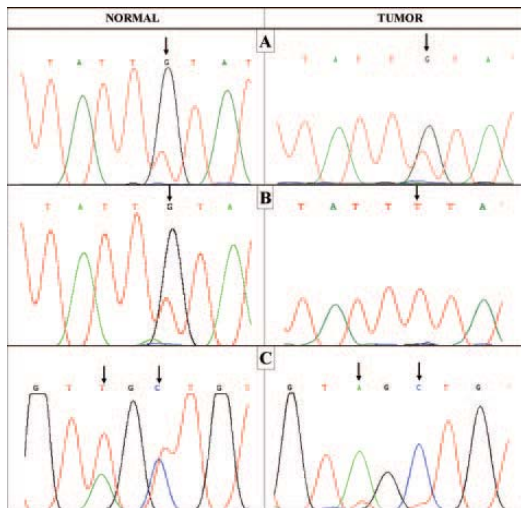 NORMAL TUMOR
A
T A T T G T A T T A T T G T A
B
T A T T G T A T A T T T T A
C
G T T G C T G G T A G C T G